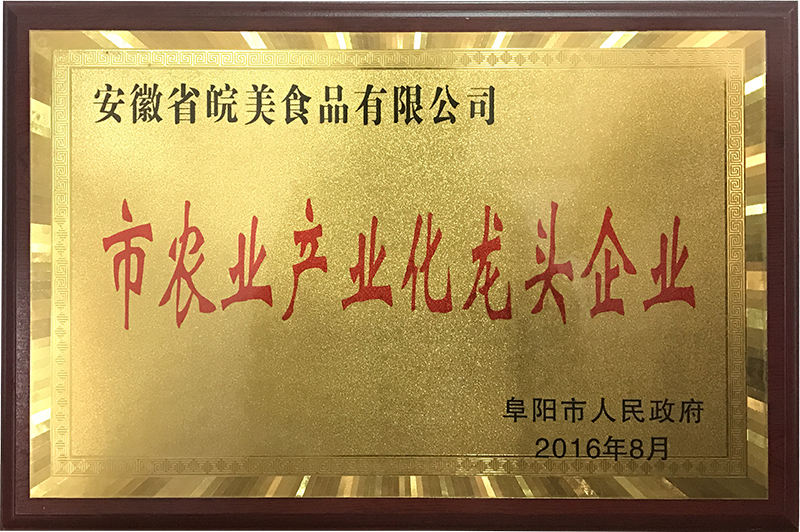 安徽省皖美食品有限公司
市农业产业化龙头企业
阜阳市人民政府
2016年8月